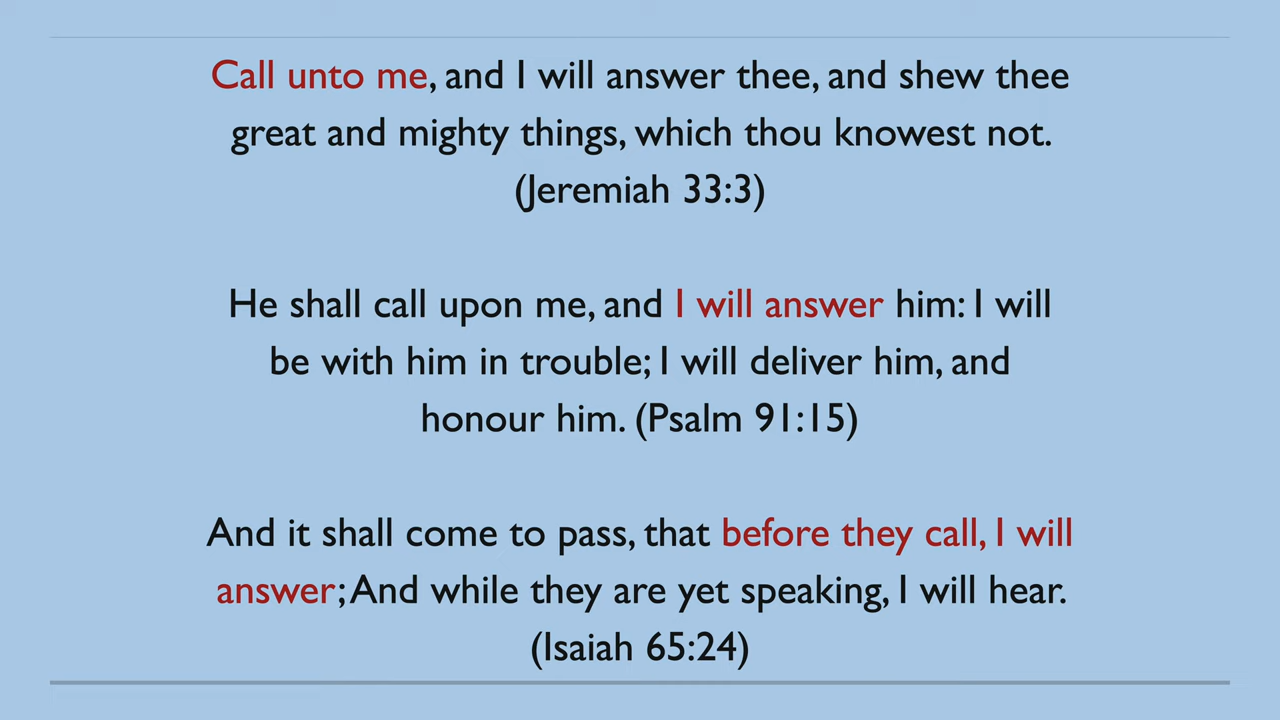 Call unto me, and I will answer thee, and shew thee
great and mighty things, which thou knowest not.
(Jeremiah 33:3)
He shall call upon me, and I will answer him: I will
be with him in trouble; I will deliver him, and
honour him. (Psalm 91:15)
And it shall come to pass, that before they call, I will
answer; And while they are yet speaking, I will hear.
(Isaiah 65:24)